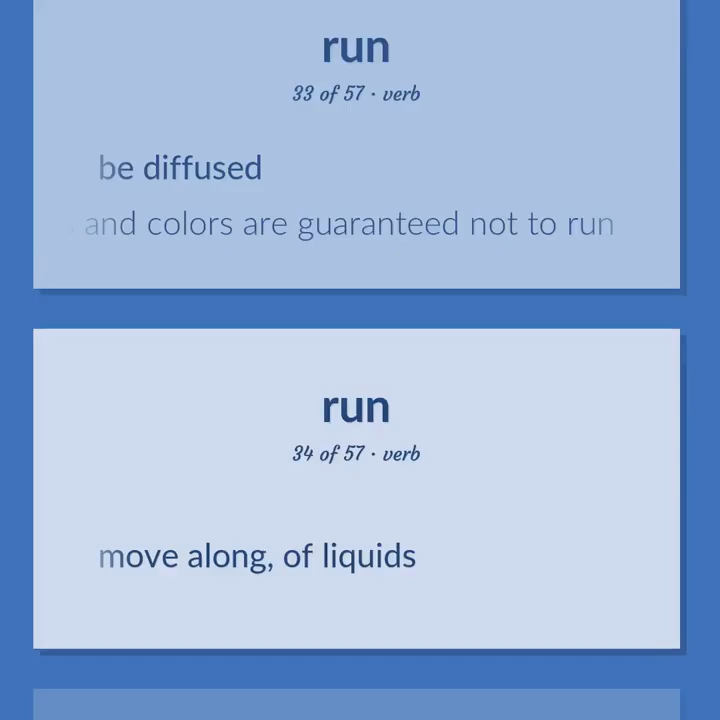 run
33 of 57 · verb
be diffused
and colors are guaranteed not to run
run
34 of 57 · verb
move along, of liquids